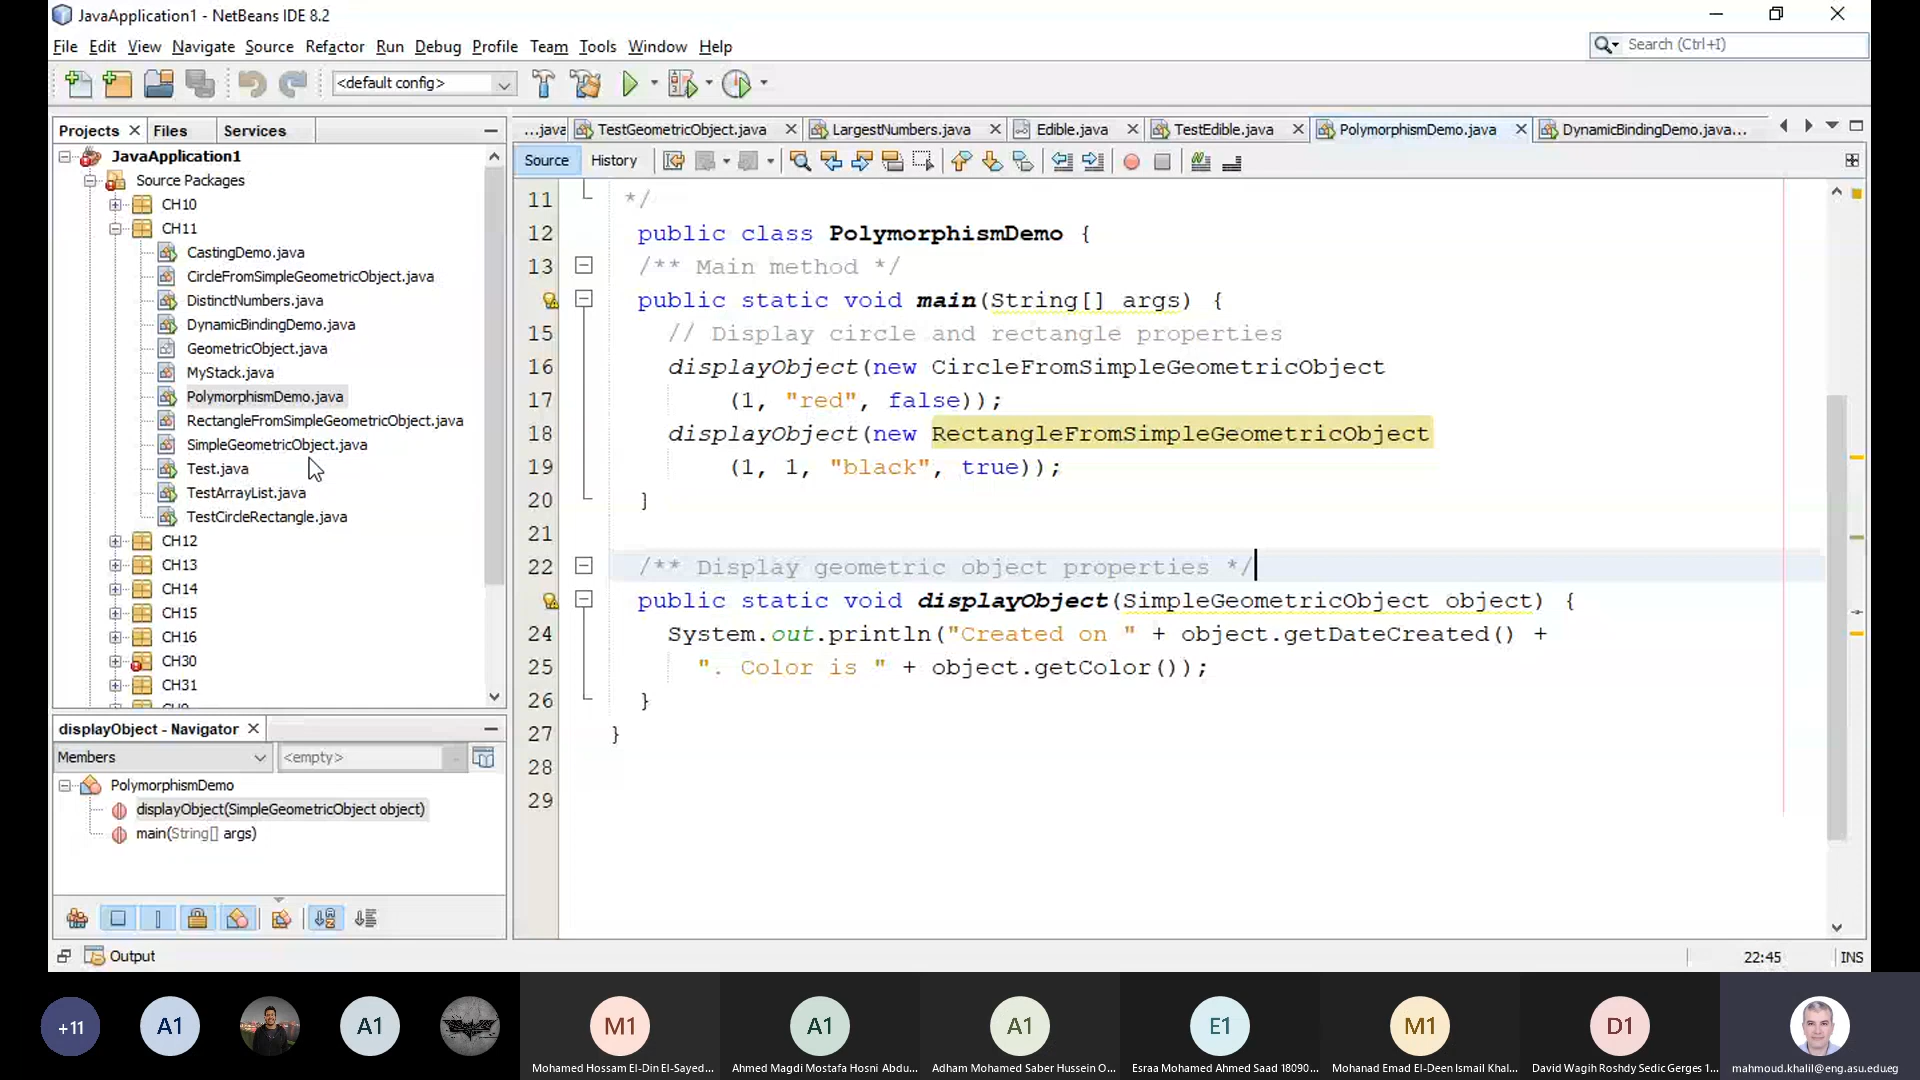 JavaApplication1 - NetBeans IDE 8.2
File Edit View Navigate Source Refactor Run Debug Profile Team Tools Window Help
Search (Ctrl+I)
<default config>
Projects
Files
Services
JavaApplication1
Source Packages
CH10
CH11
CastingDemo.java
CircleFromSimpleGeometricObject.java
DistinctNumbers.java
DynamicBindingDemo.java
GeometricObject.java
MyStack.java
PolymorphismDemo.java
RectangleFromSimpleGeometricObject.java
SimpleGeometricObject.java
Test.java
TestArrayList.java
TestCircleRectangle.java
CH12
CH13
CH14
CH15
CH16
CH30
CH31
displayObject - Navigator
Members
<empty>
PolymorphismDemo
displayObject(SimpleGeometricObject object)
main(String[] args)
Output
...java
TestGeometricObject.java
LargestNumbers.java
Edible.java
TestEdible.java
PolymorphismDemo.java
DynamicBindingDemo.java...
Source
History
11 */
12 public class PolymorphismDemo {
13 /** Main method */
public static void main(String[] args) {
15 // Display circle and rectangle properties
16 displayObject(new CircleFromSimpleGeometricObject
17 (1, "red", false));
18 displayObject(new RectangleFromSimpleGeometricObject
19 (1, 1, "black", true));
20 }
21
22 /** Display geometric object properties */
public static void displayObject(SimpleGeometricObject object) {
24 System.out.println("Created on " + object.getDateCreated() +
25 ". Color is " + object.getColor());
26 }
27 }
28
29
22:45
INS
+11
A1
A1
M1
A1
A1
E1
M1
D1
Mohamed Hossam El-Din El-Sayed...
Ahmed Magdi Mostafa Hosni Abdu...
Adham Mohamed Saber Hussein O...
Esraa Mohamed Ahmed Saad 18090...
Mohanad Emad El-Deen Ismail Khal...
David Wagih Roshdy Sedic Gerges 1...
mahmoud.khalil@eng.asu.edu.eg